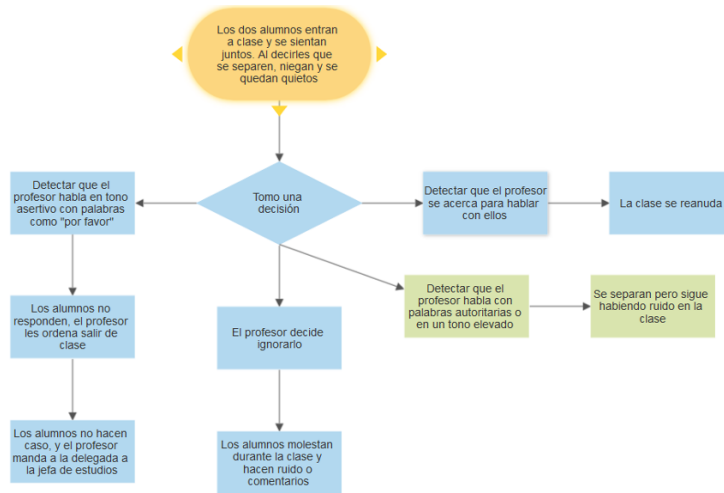 Los dos alumnos entran
a clase y se sientan
juntos. Al decirles que
se separen, niegan y se
quedan quietos
Detectar que el
profesor habla en tono
asertivo con palabras
como "por favor"
Tomo una
decisión
Detectar que el profesor
se acerca para hablar
con ellos
La clase se reanuda
Los alumnos no
responden, el profesor
les ordena salir de
clase
El profesor decide
ignorarlo
Detectar que el
profesor habla con
palabras autoritarias o
en un tono elevado
Se separan pero sigue
habiendo ruido en la
clase
Los alumnos no hacen
caso, y el profesor
manda a la delegada a
la jefa de estudios
Los alumnos molestan
durante la clase y
hacen ruido o
comentarios